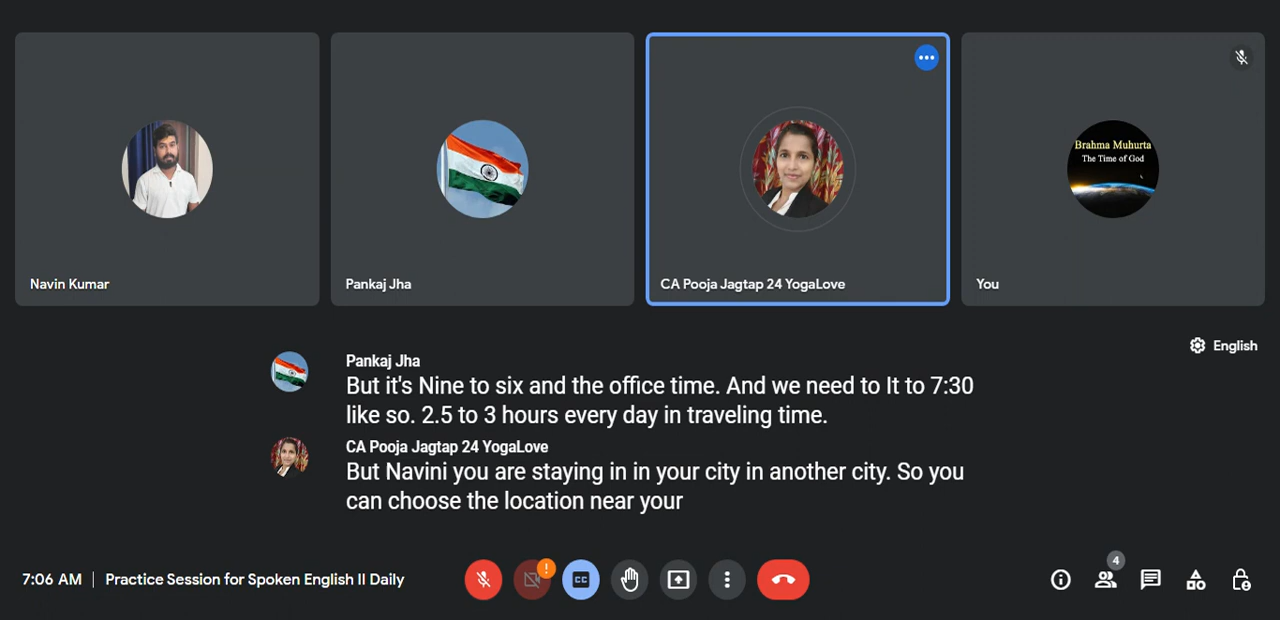 Brahma Muhurta
The Time of God
Navin Kumar
Pankaj Jha
CA Pooja Jagtap 24 YogaLove
You
English
Pankaj Jha
But it's Nine to six and the office time. And we need to It to 7:30
like so. 2.5 to 3 hours every day in traveling time.
CA Pooja Jagtap 24 YogaLove
But Navini you are staying in in your city in another city. So you
can choose the location near your
7:06 AM | Practice Session for Spoken English II Daily
!
CC
4